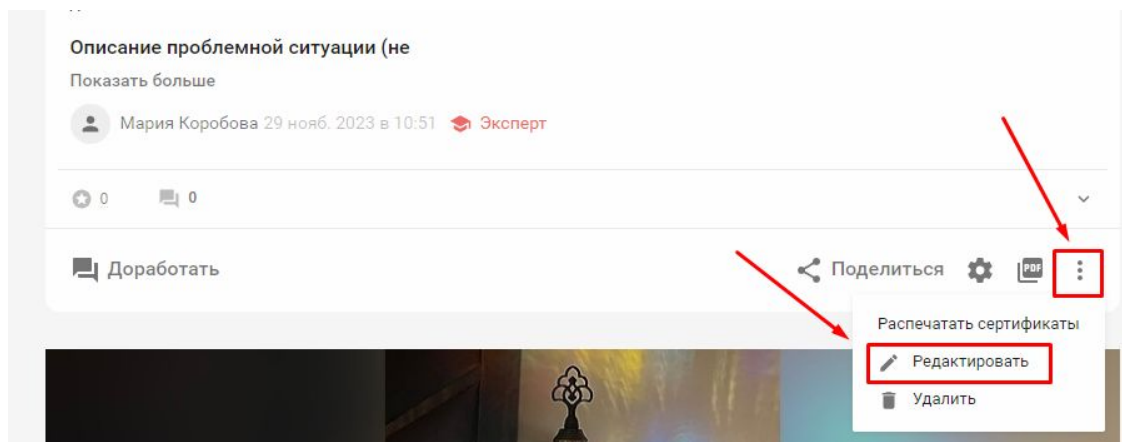 Описание проблемной ситуации (не
Показать больше
Мария Коробова 29 нояб. 2023 в 10:51 Эксперт
0 0
Доработать Поделиться PDF
Распечатать сертификаты
Редактировать
Удалить